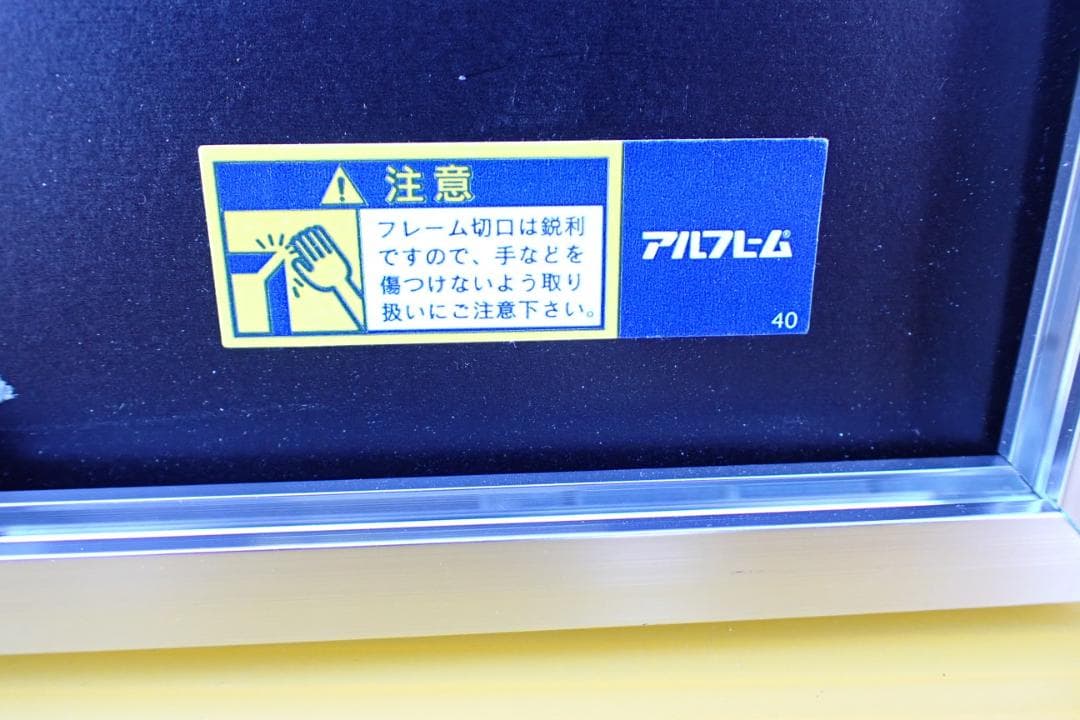 注意
フレーム切口は鋭利
ですので、手などを
傷つけないよう取り
扱いにご注意下さい。
アルフレーム®
40